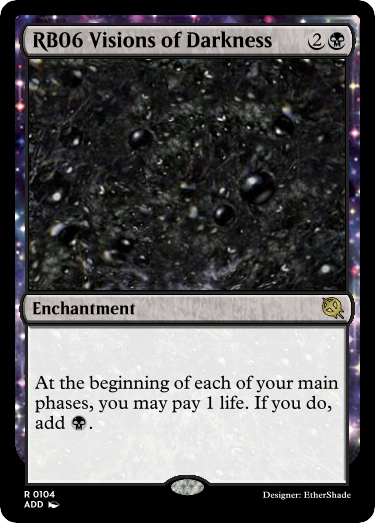 RB06 Visions of Darkness 2
Enchantment
At the beginning of each of your main
phases, you may pay 1 life. If you do,
add .
R 0104
ADD
Designer: EtherShade